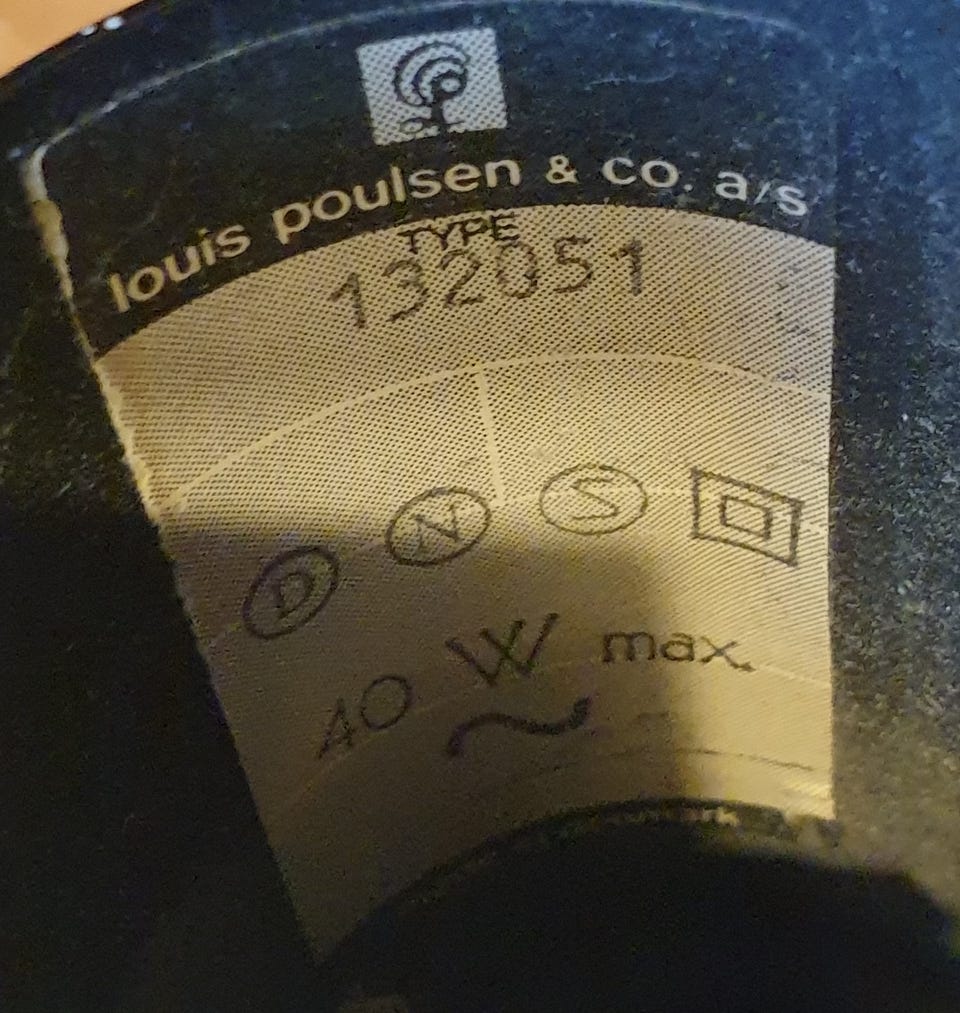 louis poulsen & co. a/s
TYPE
132051
D N S
40 W max.
~